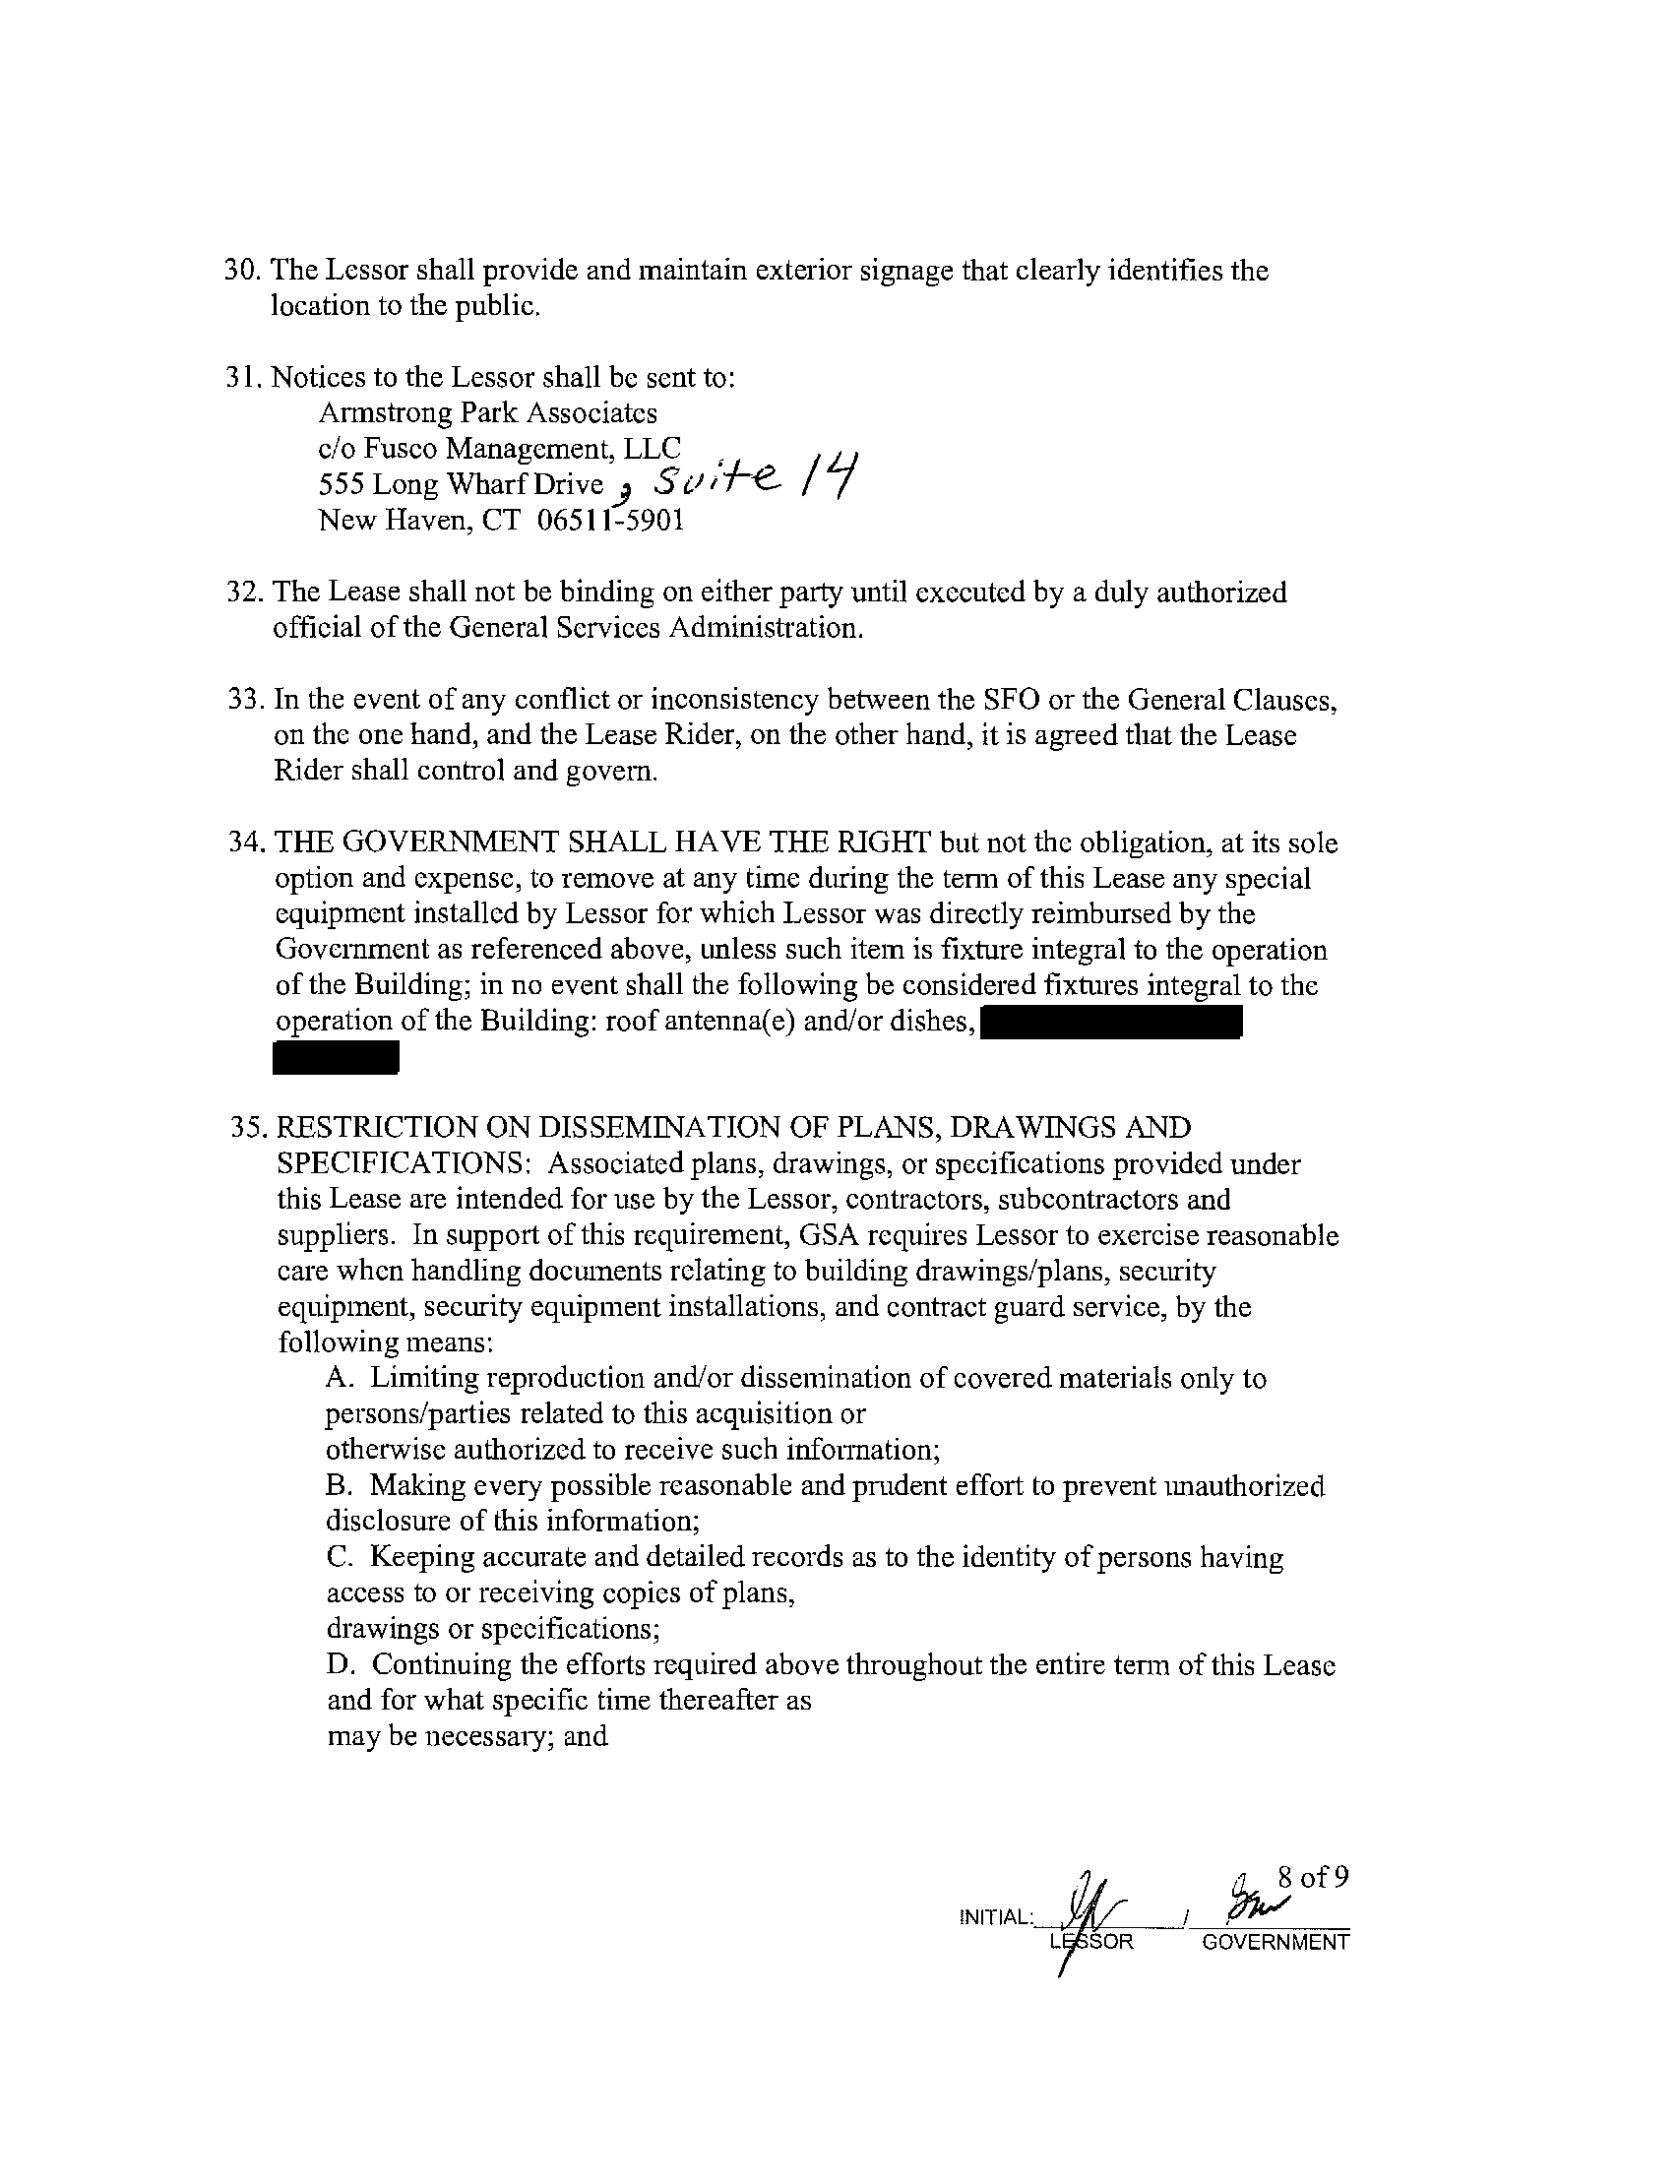 30. The Lessor shall provide and maintain exterior signage that clearly identifies the
location to the public.
31. Notices to the Lessor shall be sent to:
Armstrong Park Associates
c/o Fusco Management, LLC
555 Long Wharf Drive , Suite 14
New Haven, CT 06511-5901
32. The Lease shall not be binding on either party until executed by a duly authorized
official of the General Services Administration.
33. In the event of any conflict or inconsistency between the SFO or the General Clauses,
on the one hand, and the Lease Rider, on the other hand, it is agreed that the Lease
Rider shall control and govern.
34. THE GOVERNMENT SHALL HAVE THE RIGHT but not the obligation, at its sole
option and expense, to remove at any time during the term of this Lease any special
equipment installed by Lessor for which Lessor was directly reimbursed by the
Government as referenced above, unless such item is fixture integral to the operation
of the Building; in no event shall the following be considered fixtures integral to the
operation of the Building: roof antenna(e) and/or dishes,
35. RESTRICTION ON DISSEMINATION OF PLANS, DRAWINGS AND
SPECIFICATIONS: Associated plans, drawings, or specifications provided under
this Lease are intended for use by the Lessor, contractors, subcontractors and
suppliers. In support of this requirement, GSA requires Lessor to exercise reasonable
care when handling documents relating to building drawings/plans, security
equipment, security equipment installations, and contract guard service, by the
following means:
A. Limiting reproduction and/or dissemination of covered materials only to
persons/parties related to this acquisition or
otherwise authorized to receive such information;
B. Making every possible reasonable and prudent effort to prevent unauthorized
disclosure of this information;
C. Keeping accurate and detailed records as to the identity of persons having
access to or receiving copies of plans,
drawings or specifications;
D. Continuing the efforts required above throughout the entire term of this Lease
and for what specific time thereafter as
may be necessary; and
8 of 9
INITIAL: /
LESSOR GOVERNMENT